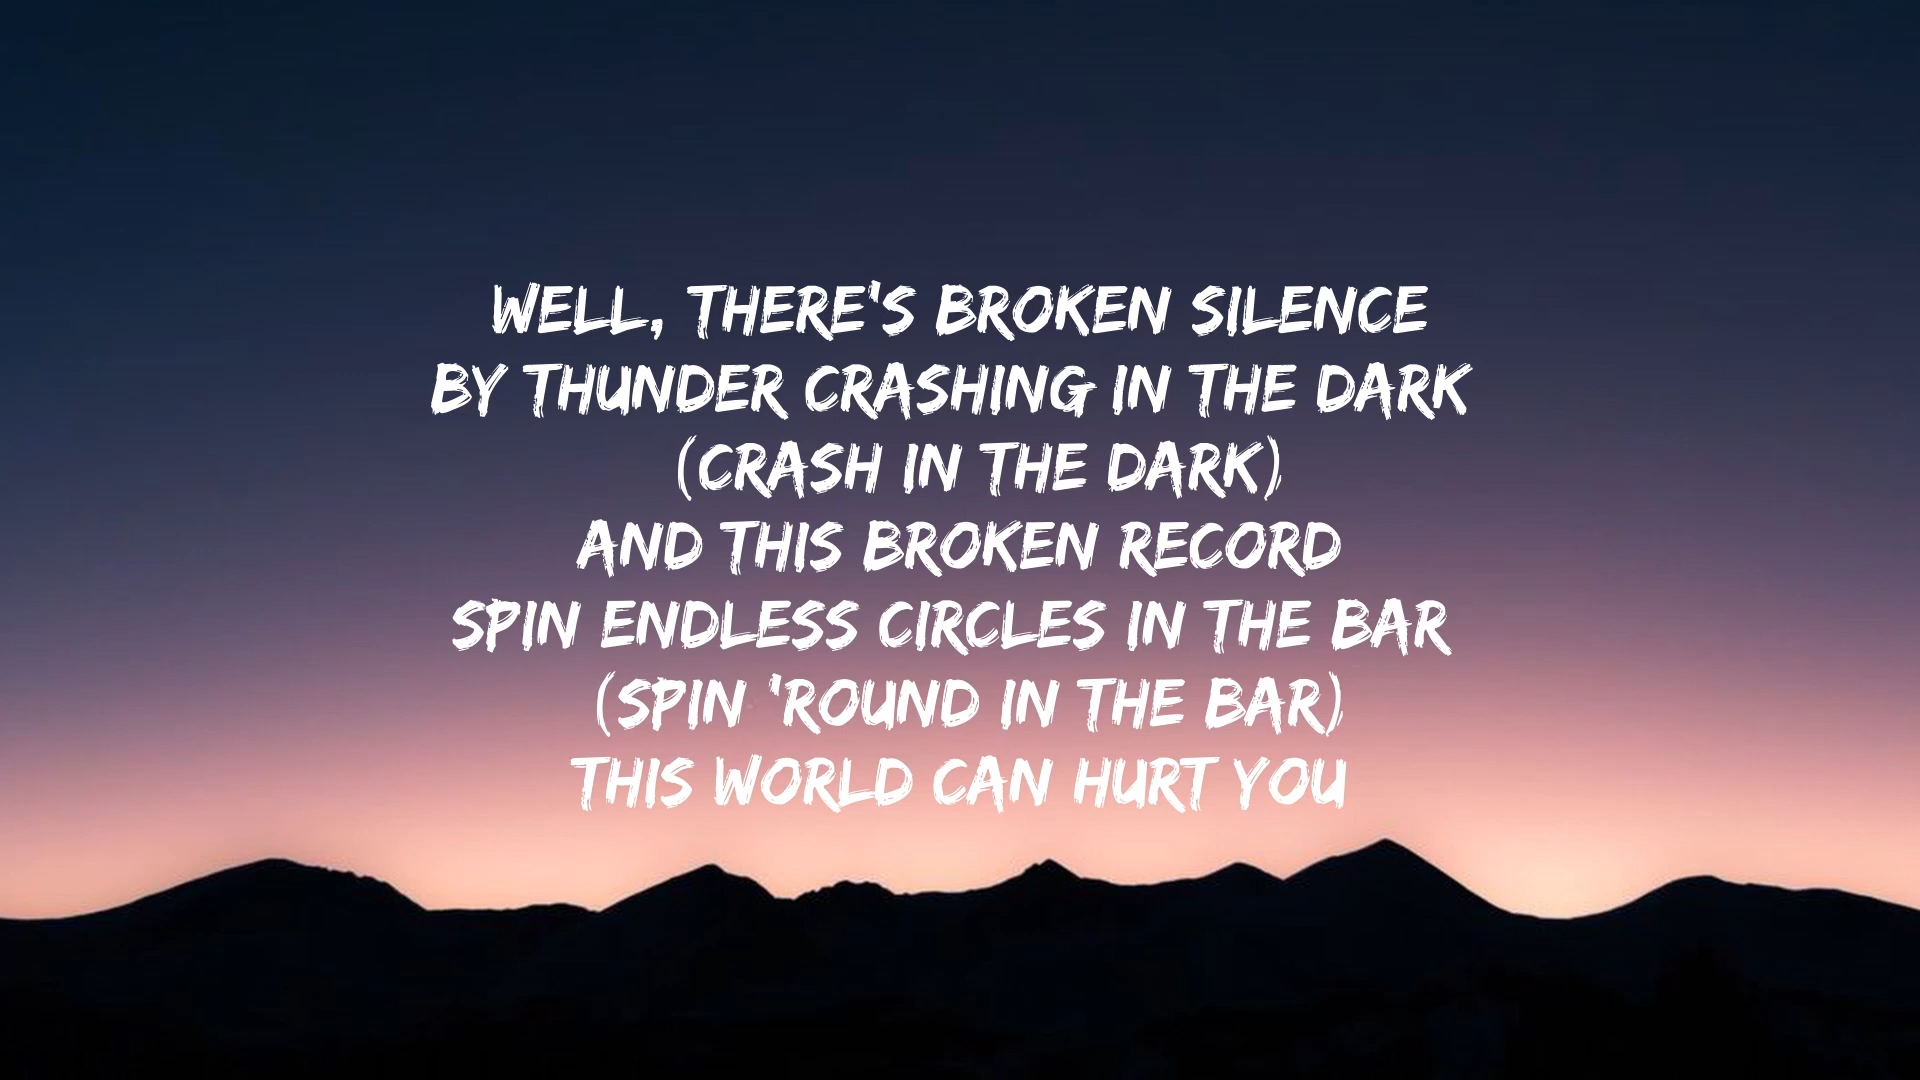 WELL, THERE'S BROKEN SILENCE
BY THUNDER CRASHING IN THE DARK
(CRASH IN THE DARK)
AND THIS BROKEN RECORD
SPIN ENDLESS CIRCLES IN THE BAR
(SPIN 'ROUND IN THE BAR)
THIS WORLD CAN HURT YOU